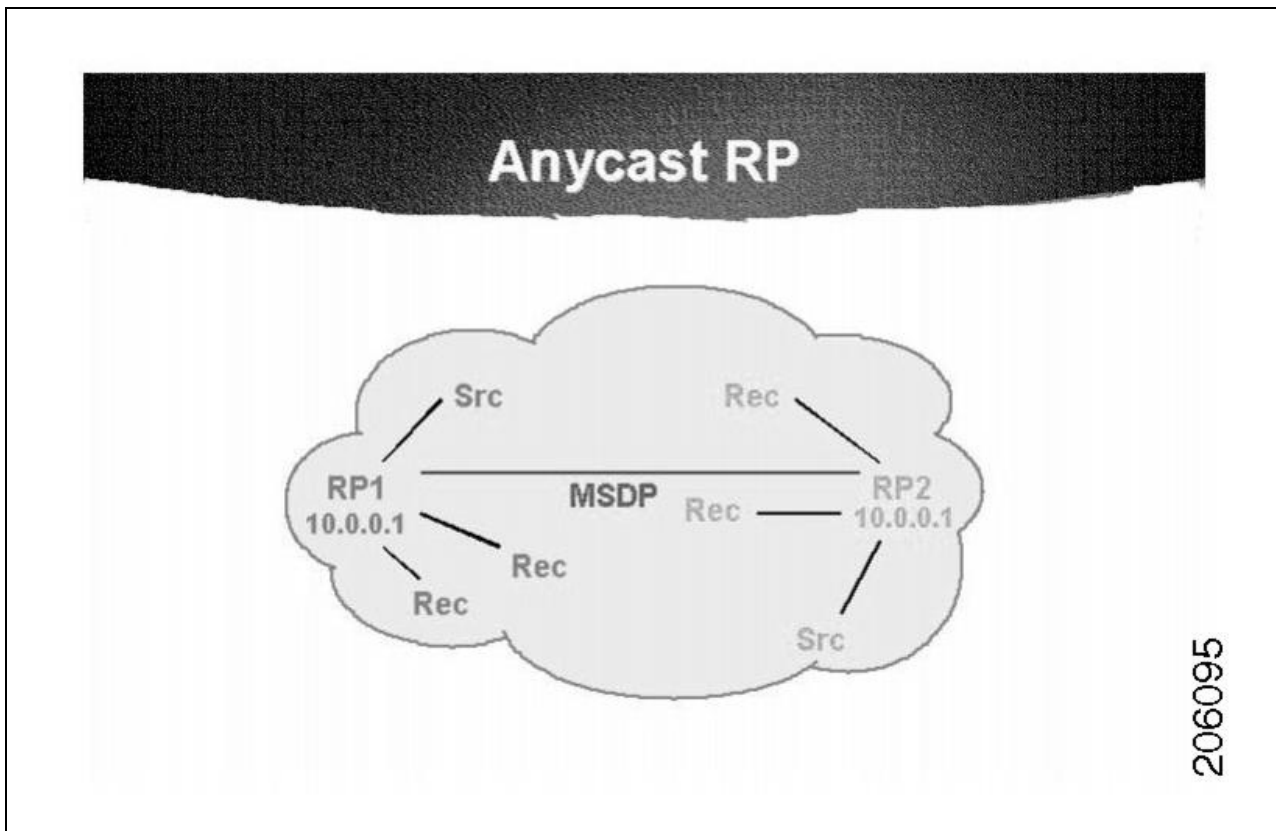 Anycast RP
Src
Rec
RP1
10.0.0.1
MSDP
Rec
RP2
10.0.0.1
Rec
Rec
Src
206095